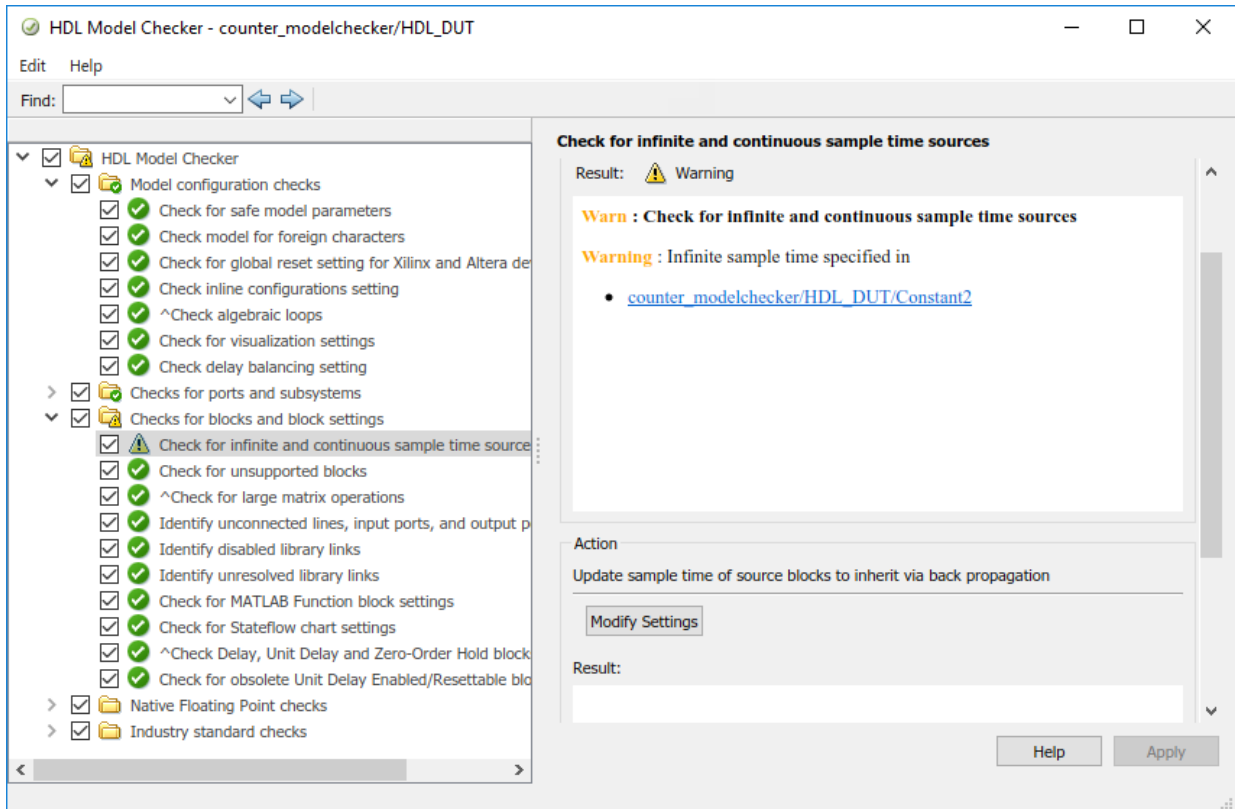 HDL Model Checker - counter_modelchecker/HDL_DUT
Edit Help
Find:
HDL Model Checker
Model configuration checks
Check for safe model parameters
Check model for foreign characters
Check for global reset setting for Xilinx and Altera de
Check inline configurations setting
^Check algebraic loops
Check for visualization settings
Check delay balancing setting
Checks for ports and subsystems
Checks for blocks and block settings
Check for infinite and continuous sample time source
Check for unsupported blocks
^Check for large matrix operations
Identify unconnected lines, input ports, and output p
Identify disabled library links
Identify unresolved library links
Check for MATLAB Function block settings
Check for Stateflow chart settings
^Check Delay, Unit Delay and Zero-Order Hold block
Check for obsolete Unit Delay Enabled/Resettable blo
Native Floating Point checks
Industry standard checks
Check for infinite and continuous sample time sources
Result: Warning
Warn : Check for infinite and continuous sample time sources
Warning : Infinite sample time specified in
• counter_modelchecker/HDL_DUT/Constant2
Action
Update sample time of source blocks to inherit via back propagation
Modify Settings
Result:
Help Apply